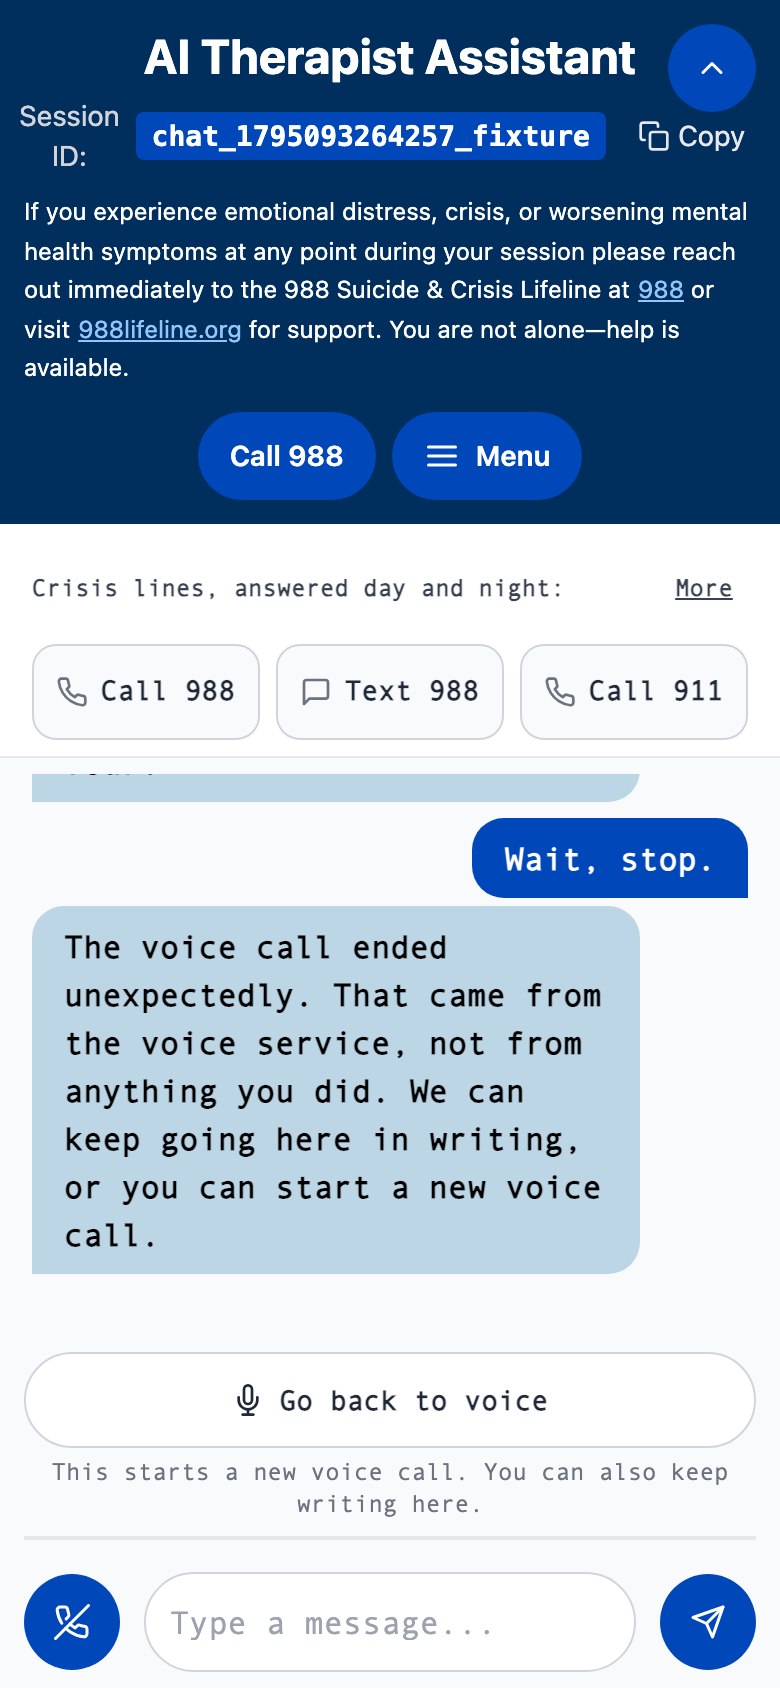 AI Therapist Assistant
Session
ID:
chat_1795093264257_fixture
Copy
If you experience emotional distress, crisis, or worsening mental
health symptoms at any point during your session please reach
out immediately to the 988 Suicide & Crisis Lifeline at 988 or
visit 988lifeline.org for support. You are not alone—help is
available.
Call 988
Menu
Crisis lines, answered day and night:
More
Call 988
Text 988
Call 911
Wait, stop.
The voice call ended
unexpectedly. That came from
the voice service, not from
anything you did. We can
keep going here in writing,
or you can start a new voice
call.
Go back to voice
This starts a new voice call. You can also keep
writing here.
Type a message...